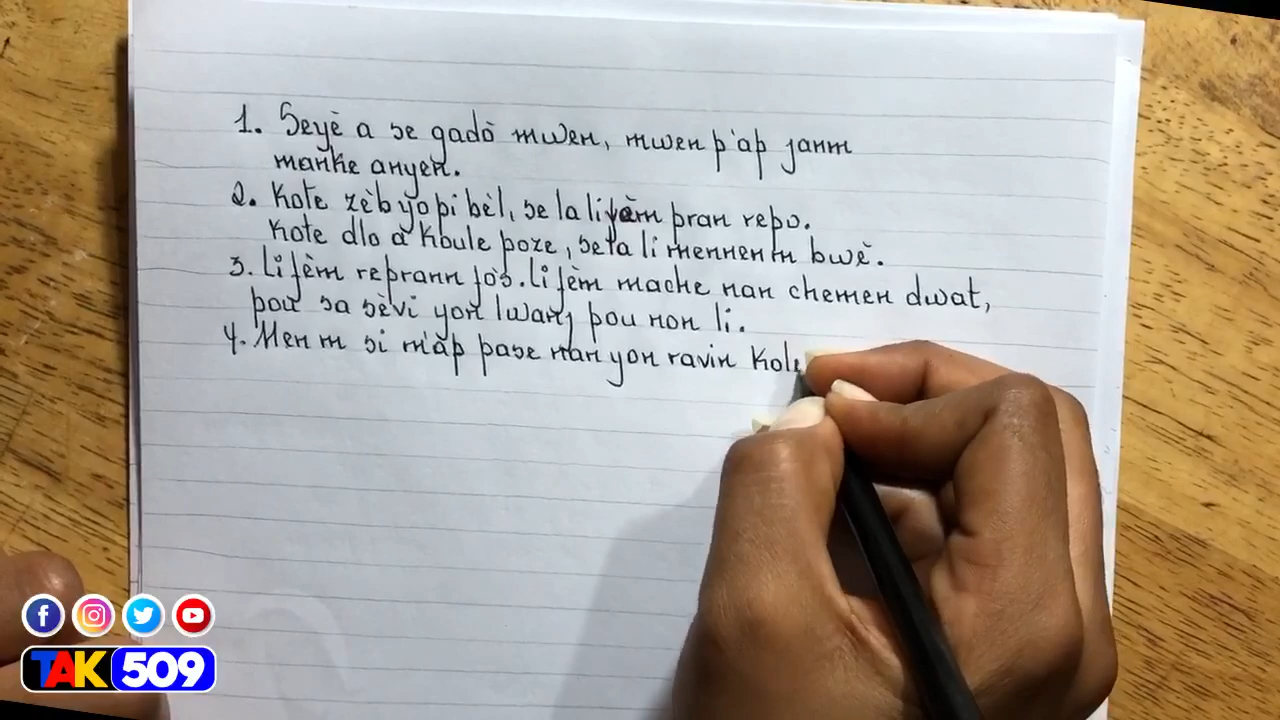 1. Seyè a se gadò mwen, mwen p'ap janm
manke anyen.
2. Kote zèb yo pi bèl, se la li fèm pran repo.
Kote dlo a koule poze, se la li mennen m bwè.
3. Li fèm reprann fòs. Li fèm mache nan chemen dwat,
pou sa sèvi yon lwanj pou non li.
4. Men m si m'ap pase nan yon ravin kole
TAK 509